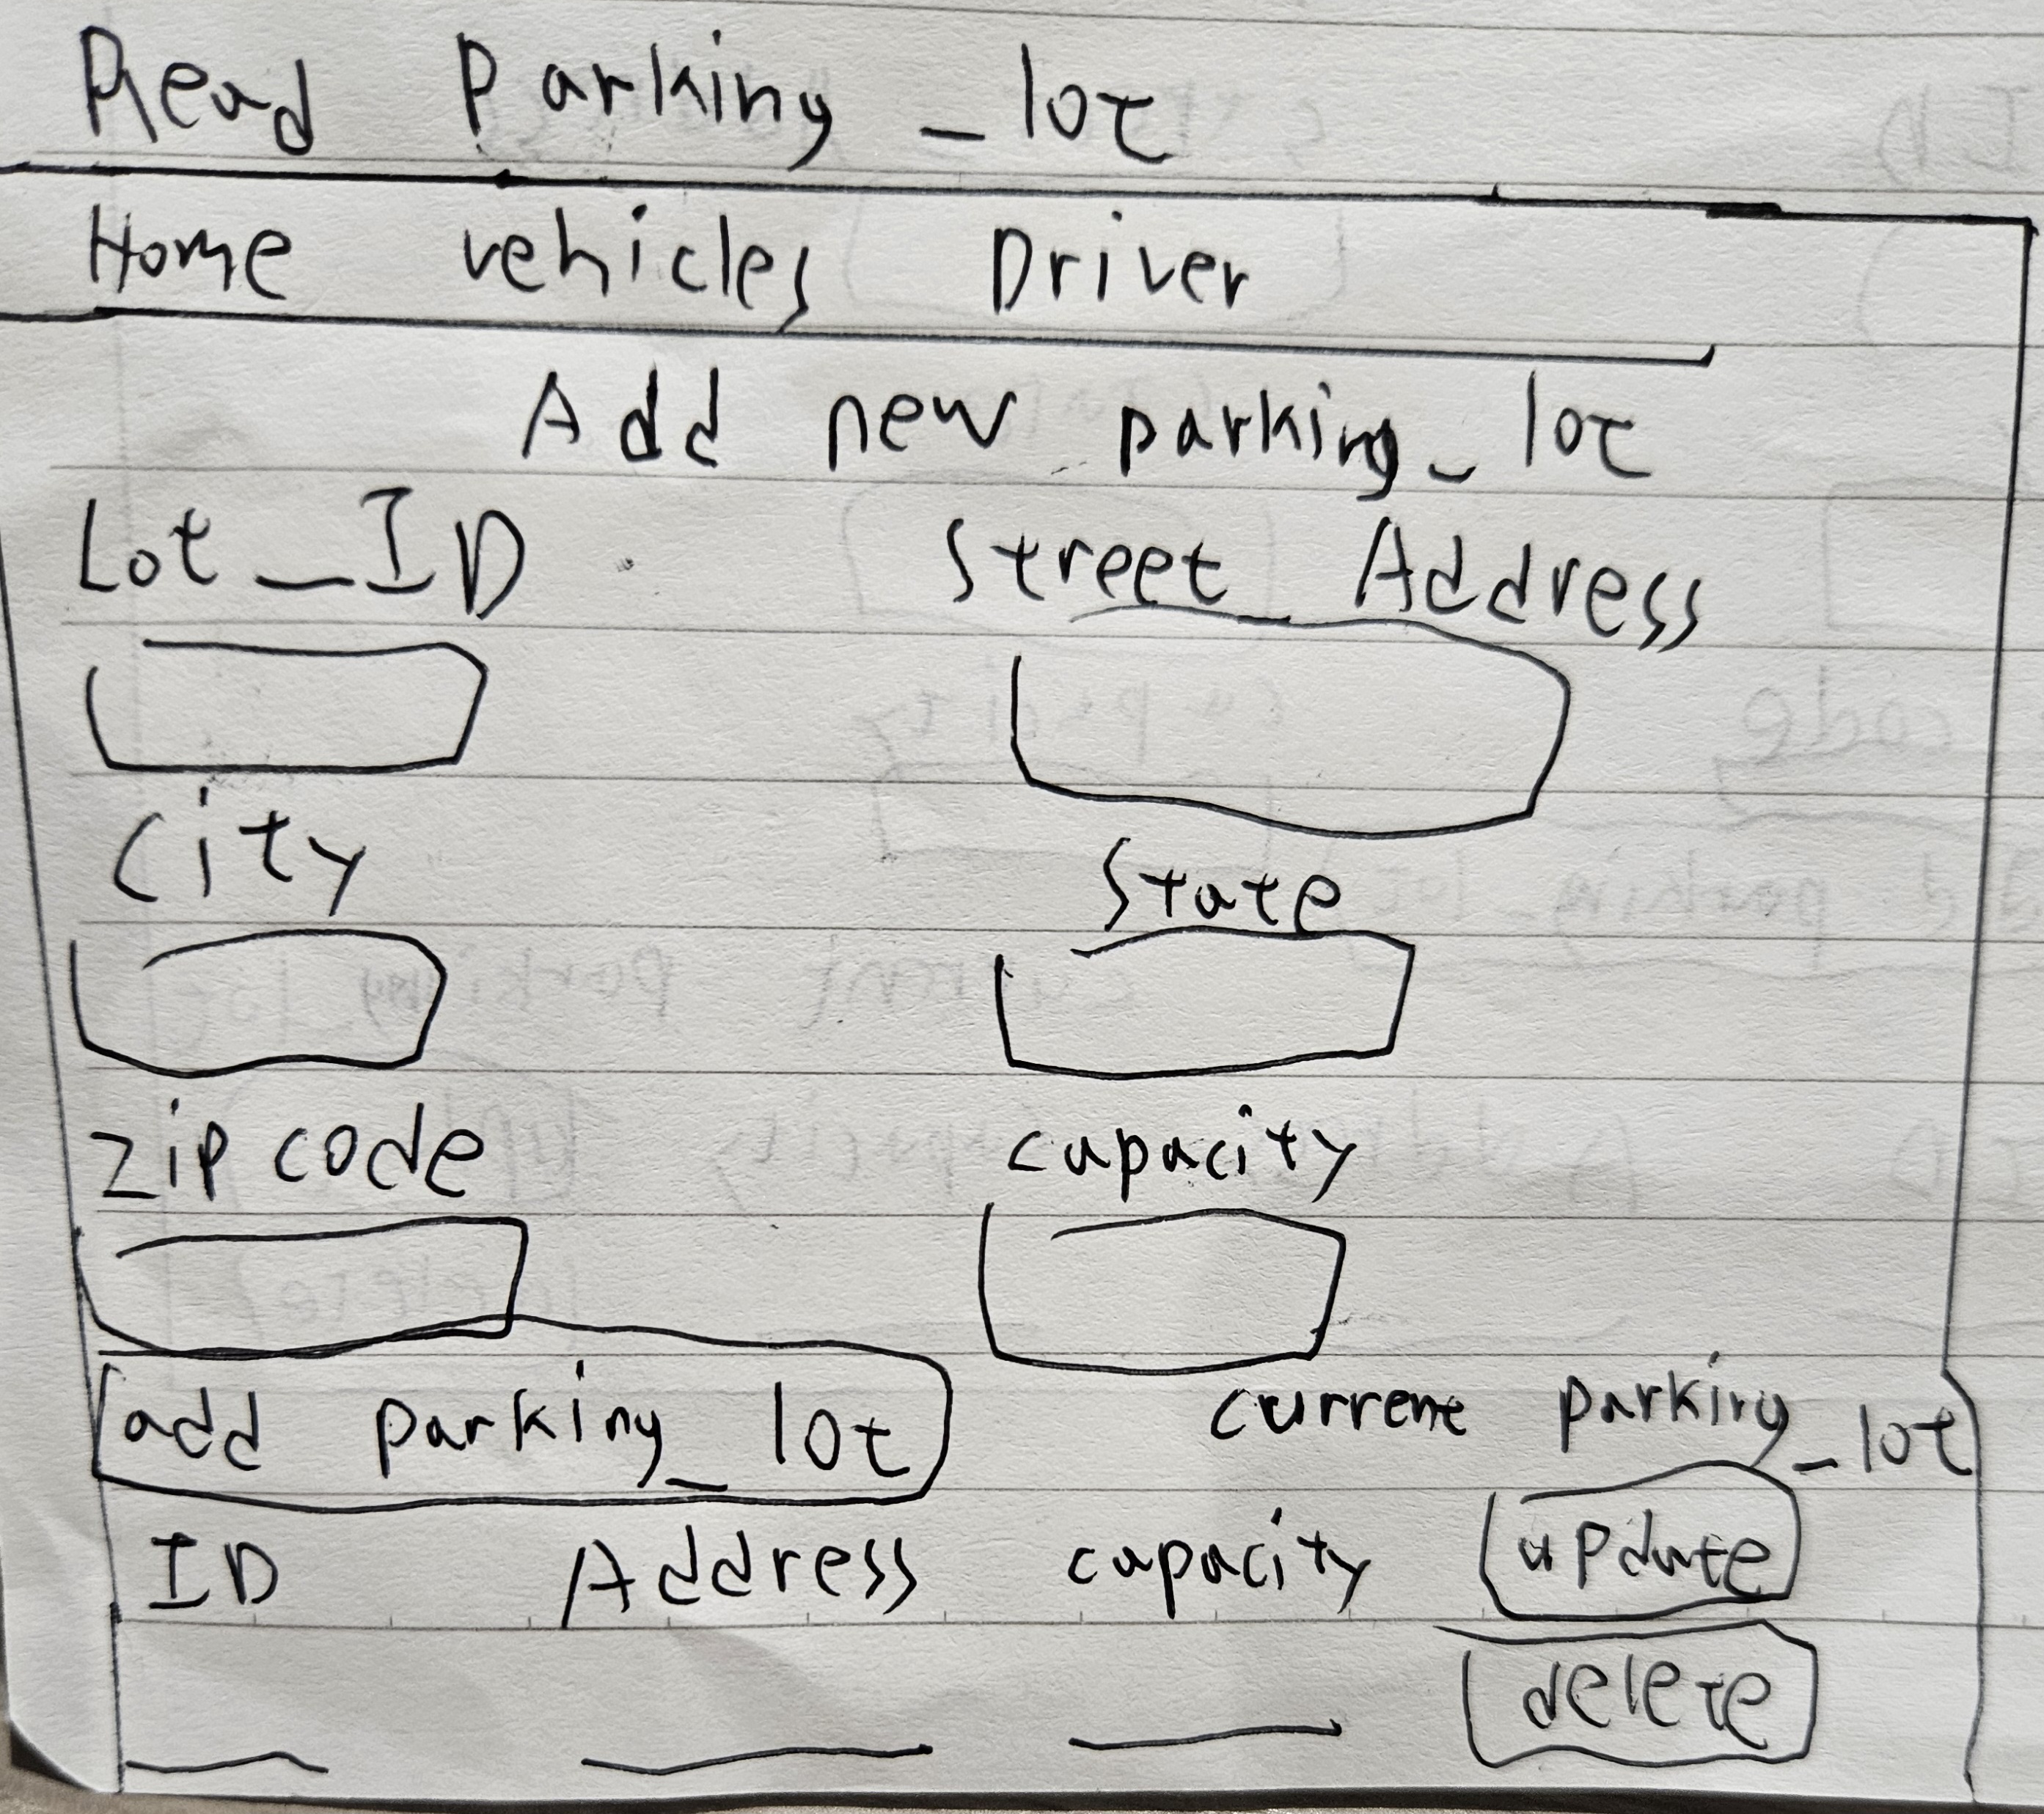 Read Parking_lot
Home vehicles Driver
Add new parking_lot
Lot_ID Street Address
City State
Zip code capacity
add parking_lot current parking_lot
ID Address capacity update
delete